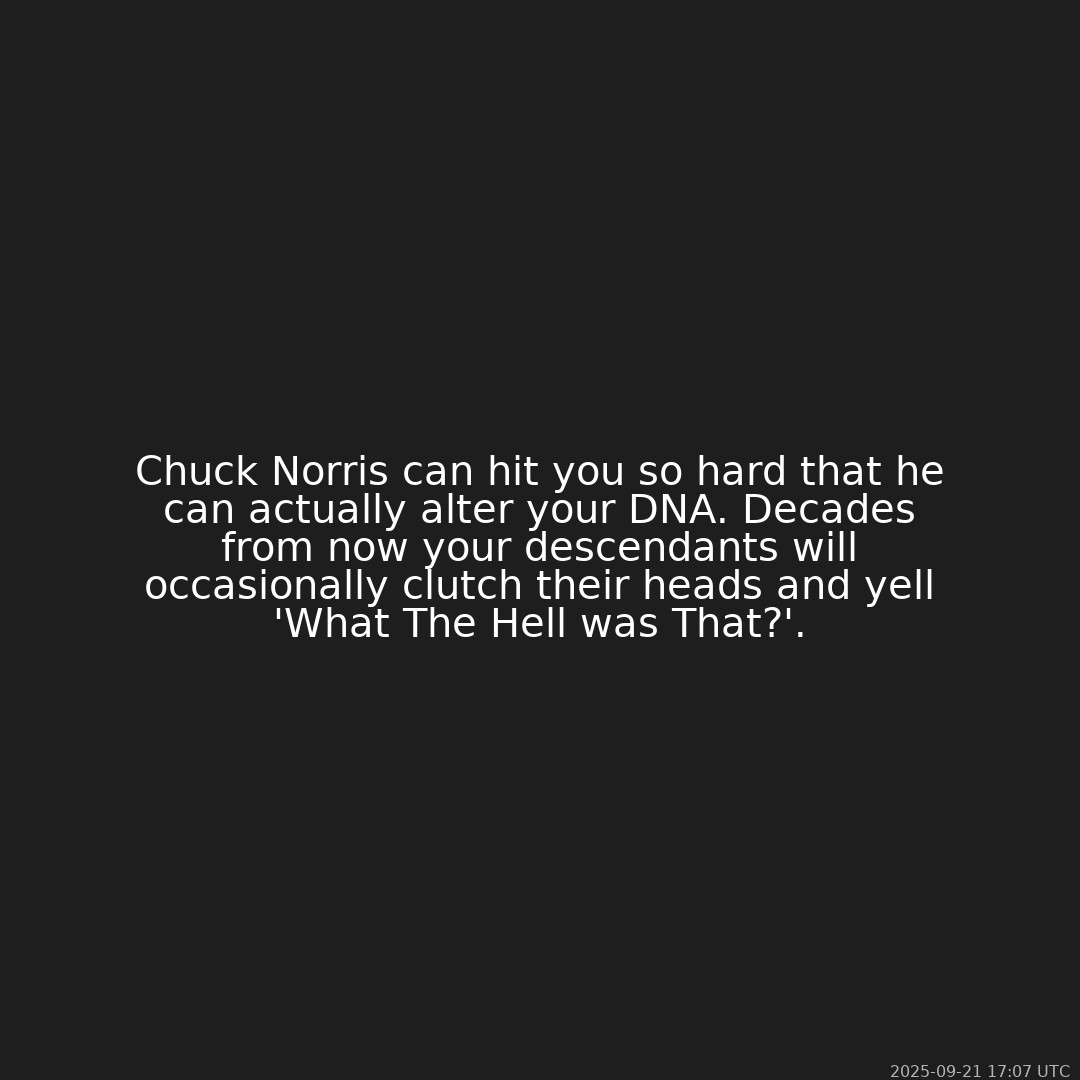 Chuck Norris can hit you so hard that he
can actually alter your DNA. Decades
from now your descendants will
occasionally clutch their heads and yell
'What The Hell was That?'.
2025-09-21 17:07 UTC